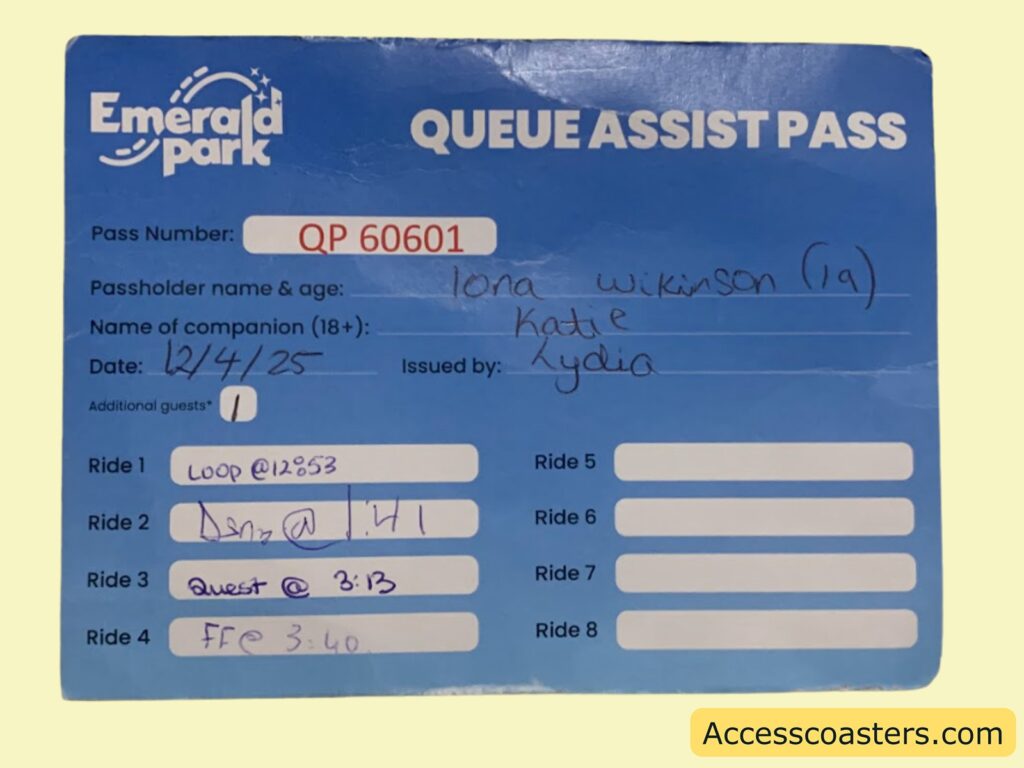 Emerald park
QUEUE ASSIST PASS
Pass Number: QP 60601
Passholder name & age: Iona Wikinson (19)
Name of companion (18+): Katie
Date: 12/4/25 Issued by: Lydia
Additional guests* 1
Ride 1 LOOP @12:53
Ride 2 @ 1:41
Ride 3 Quest @ 3:13
Ride 4 FF@ 3:40
Ride 5
Ride 6
Ride 7
Ride 8
Accesscoasters.com